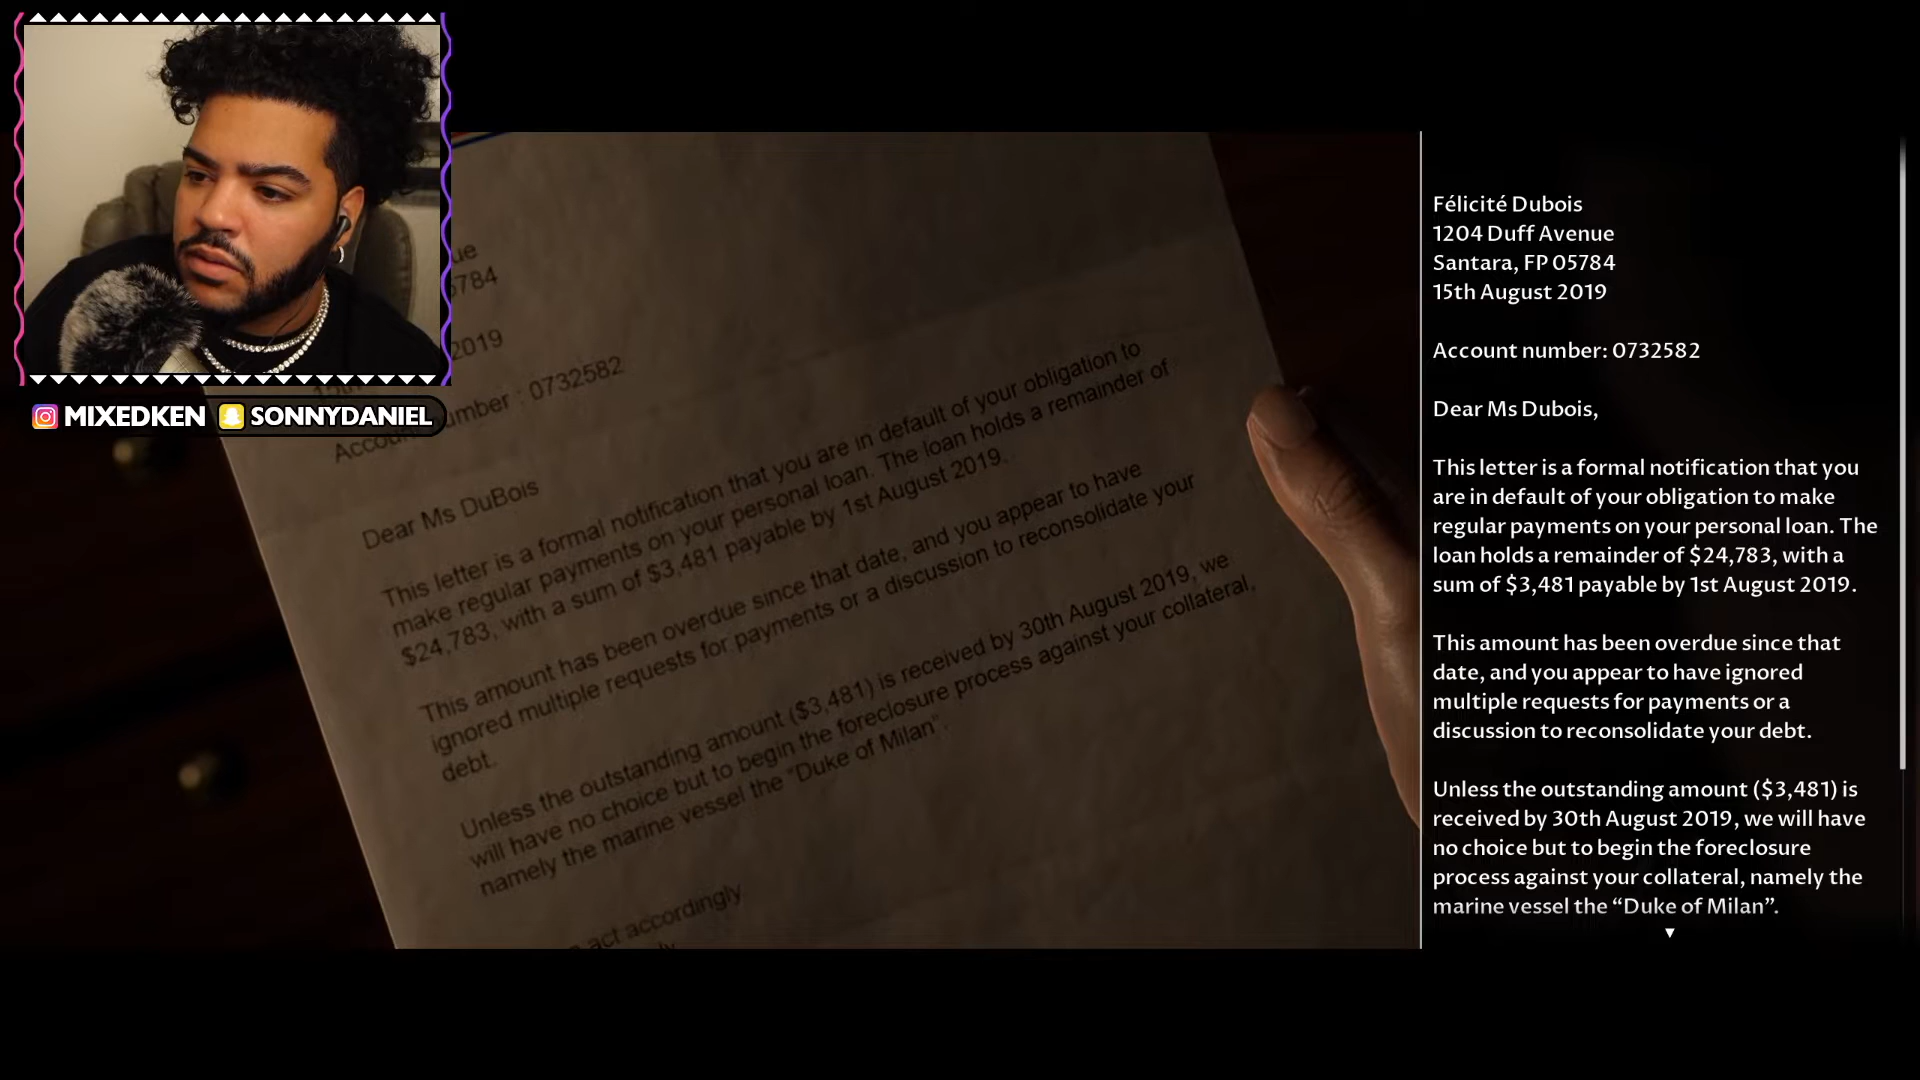 MIXEDKEN SONNYDANIEL
ue
5784
2019
Account number : 0732582
Dear Ms DuBois
This letter is a formal notification that you are in default of your obligation to
make regular payments on your personal loan. The loan holds a remainder of
$24,783, with a sum of $3,481 payable by 1st August 2019.
This amount has been overdue since that date, and you appear to have
ignored multiple requests for payments or a discussion to reconsolidate your
debt.
Unless the outstanding amount ($3,481) is received by 30th August 2019, we
will have no choice but to begin the foreclosure process against your collateral,
namely the marine vessel the "Duke of Milan".
act accordingly
Félicité Dubois
1204 Duff Avenue
Santara, FP 05784
15th August 2019
Account number: 0732582
Dear Ms Dubois,
This letter is a formal notification that you
are in default of your obligation to make
regular payments on your personal loan. The
loan holds a remainder of $24,783, with a
sum of $3,481 payable by 1st August 2019.
This amount has been overdue since that
date, and you appear to have ignored
multiple requests for payments or a
discussion to reconsolidate your debt.
Unless the outstanding amount ($3,481) is
received by 30th August 2019, we will have
no choice but to begin the foreclosure
process against your collateral, namely the
marine vessel the “Duke of Milan”.